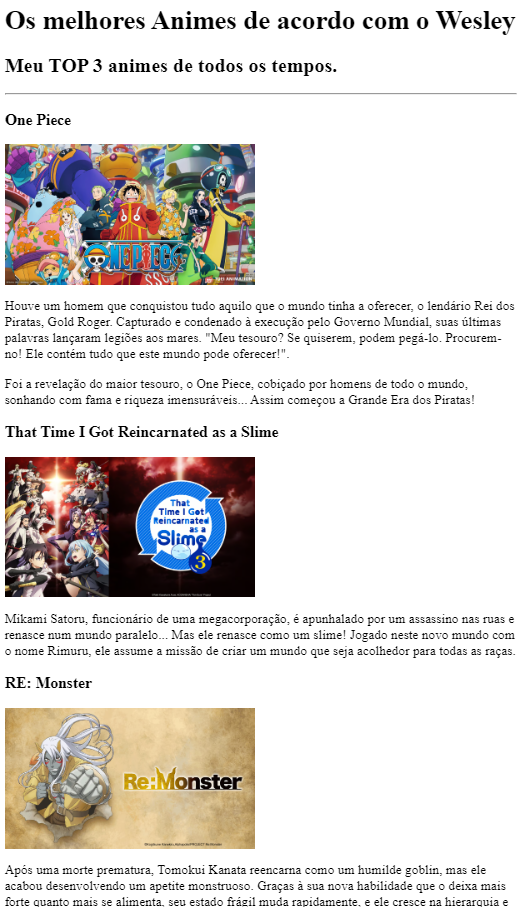 Os melhores Animes de acordo com o Wesley
Meu TOP 3 animes de todos os tempos.
One Piece
ONE PIECE
Houve um homem que conquistou tudo aquilo que o mundo tinha a oferecer, o lendário Rei dos
Piratas, Gold Roger. Capturado e condenado à execução pelo Governo Mundial, suas últimas
palavras lançaram legiões aos mares. "Meu tesouro? Se quiserem, podem pegá-lo. Procurem-
no! Ele contém tudo que este mundo pode oferecer!".
Foi a revelação do maior tesouro, o One Piece, cobiçado por homens de todo o mundo,
sonhando com fama e riqueza imensuráveis... Assim começou a Grande Era dos Piratas!
That Time I Got Reincarnated as a Slime
That
Time I Got
Reincarnated
as a
Slime
3
Mikami Satoru, funcionário de uma megacorporação, é apunhalado por um assassino nas ruas e
renasce num mundo paralelo... Mas ele renasce como um slime! Jogado neste novo mundo com
o nome Rimuru, ele assume a missão de criar um mundo que seja acolhedor para todas as raças.
RE: Monster
Re:Monster
Após uma morte prematura, Tomokui Kanata reencarna como um humilde goblin, mas ele
acabou desenvolvendo um apetite monstruoso. Graças à sua nova habilidade que o deixa mais
forte quanto mais se alimenta, seu estado frágil muda rapidamente, e ele cresce na hierarquia e